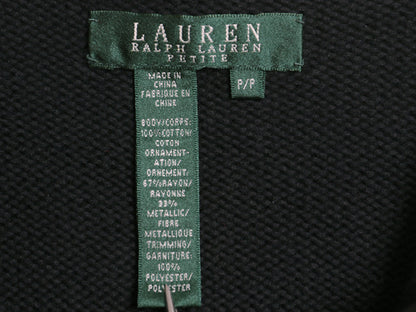 LAUREN
RALPH LAUREN
PETITE
MADE IN
CHINA
FABRIQUE EN
CHINE
P/P
BODY/CORPS:
100%COTTON/
COTON
ORNAMENT-
ATION/
ORNEMENT:
67%RAYON/
RAYONNE
33%
METALLIC/
FIBRE
METALLIQUE
TRIMMING/
GARNITURE:
100%
POLYESTER/
POLYESTER